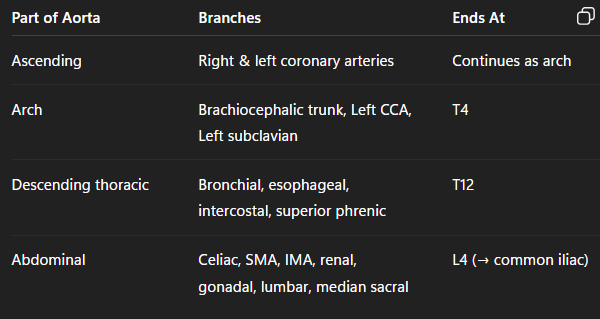 Part of Aorta Branches Ends At
Ascending Right & left coronary arteries Continues as arch
Arch Brachiocephalic trunk, Left CCA, T4
Left subclavian
Descending thoracic Bronchial, esophageal, T12
intercostal, superior phrenic
Abdominal Celiac, SMA, IMA, renal, L4 (→ common iliac)
gonadal, lumbar, median sacral